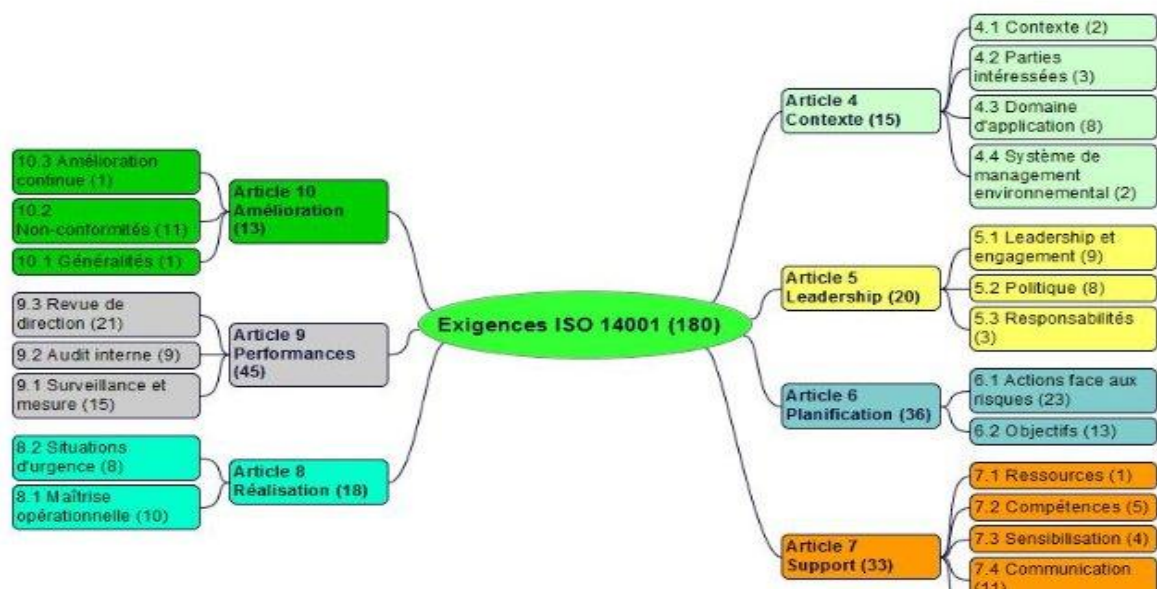 Exigences ISO 14001 (180)
Article 4
Contexte (15)
4.1 Contexte (2)
4.2 Parties
intéressées (3)
4.3 Domaine
d'application (8)
4.4 Système de
management
environnemental (2)
Article 5
Leadership (20)
5.1 Leadership et
engagement (9)
5.2 Politique (8)
5.3 Responsabilités
(3)
Article 6
Planification (36)
6.1 Actions face aux
risques (23)
6.2 Objectifs (13)
Article 7
Support (33)
7.1 Ressources (1)
7.2 Compétences (5)
7.3 Sensibilisation (4)
7.4 Communication
(11)
Article 8
Réalisation (18)
8.2 Situations
d'urgence (8)
8.1 Maîtrise
opérationnelle (10)
Article 9
Performances
(45)
9.3 Revue de
direction (21)
9.2 Audit interne (9)
9.1 Surveillance et
mesure (15)
Article 10
Amélioration
(13)
10.3 Amélioration
continue (1)
10.2
Non-conformités (11)
10.1 Généralités (1)